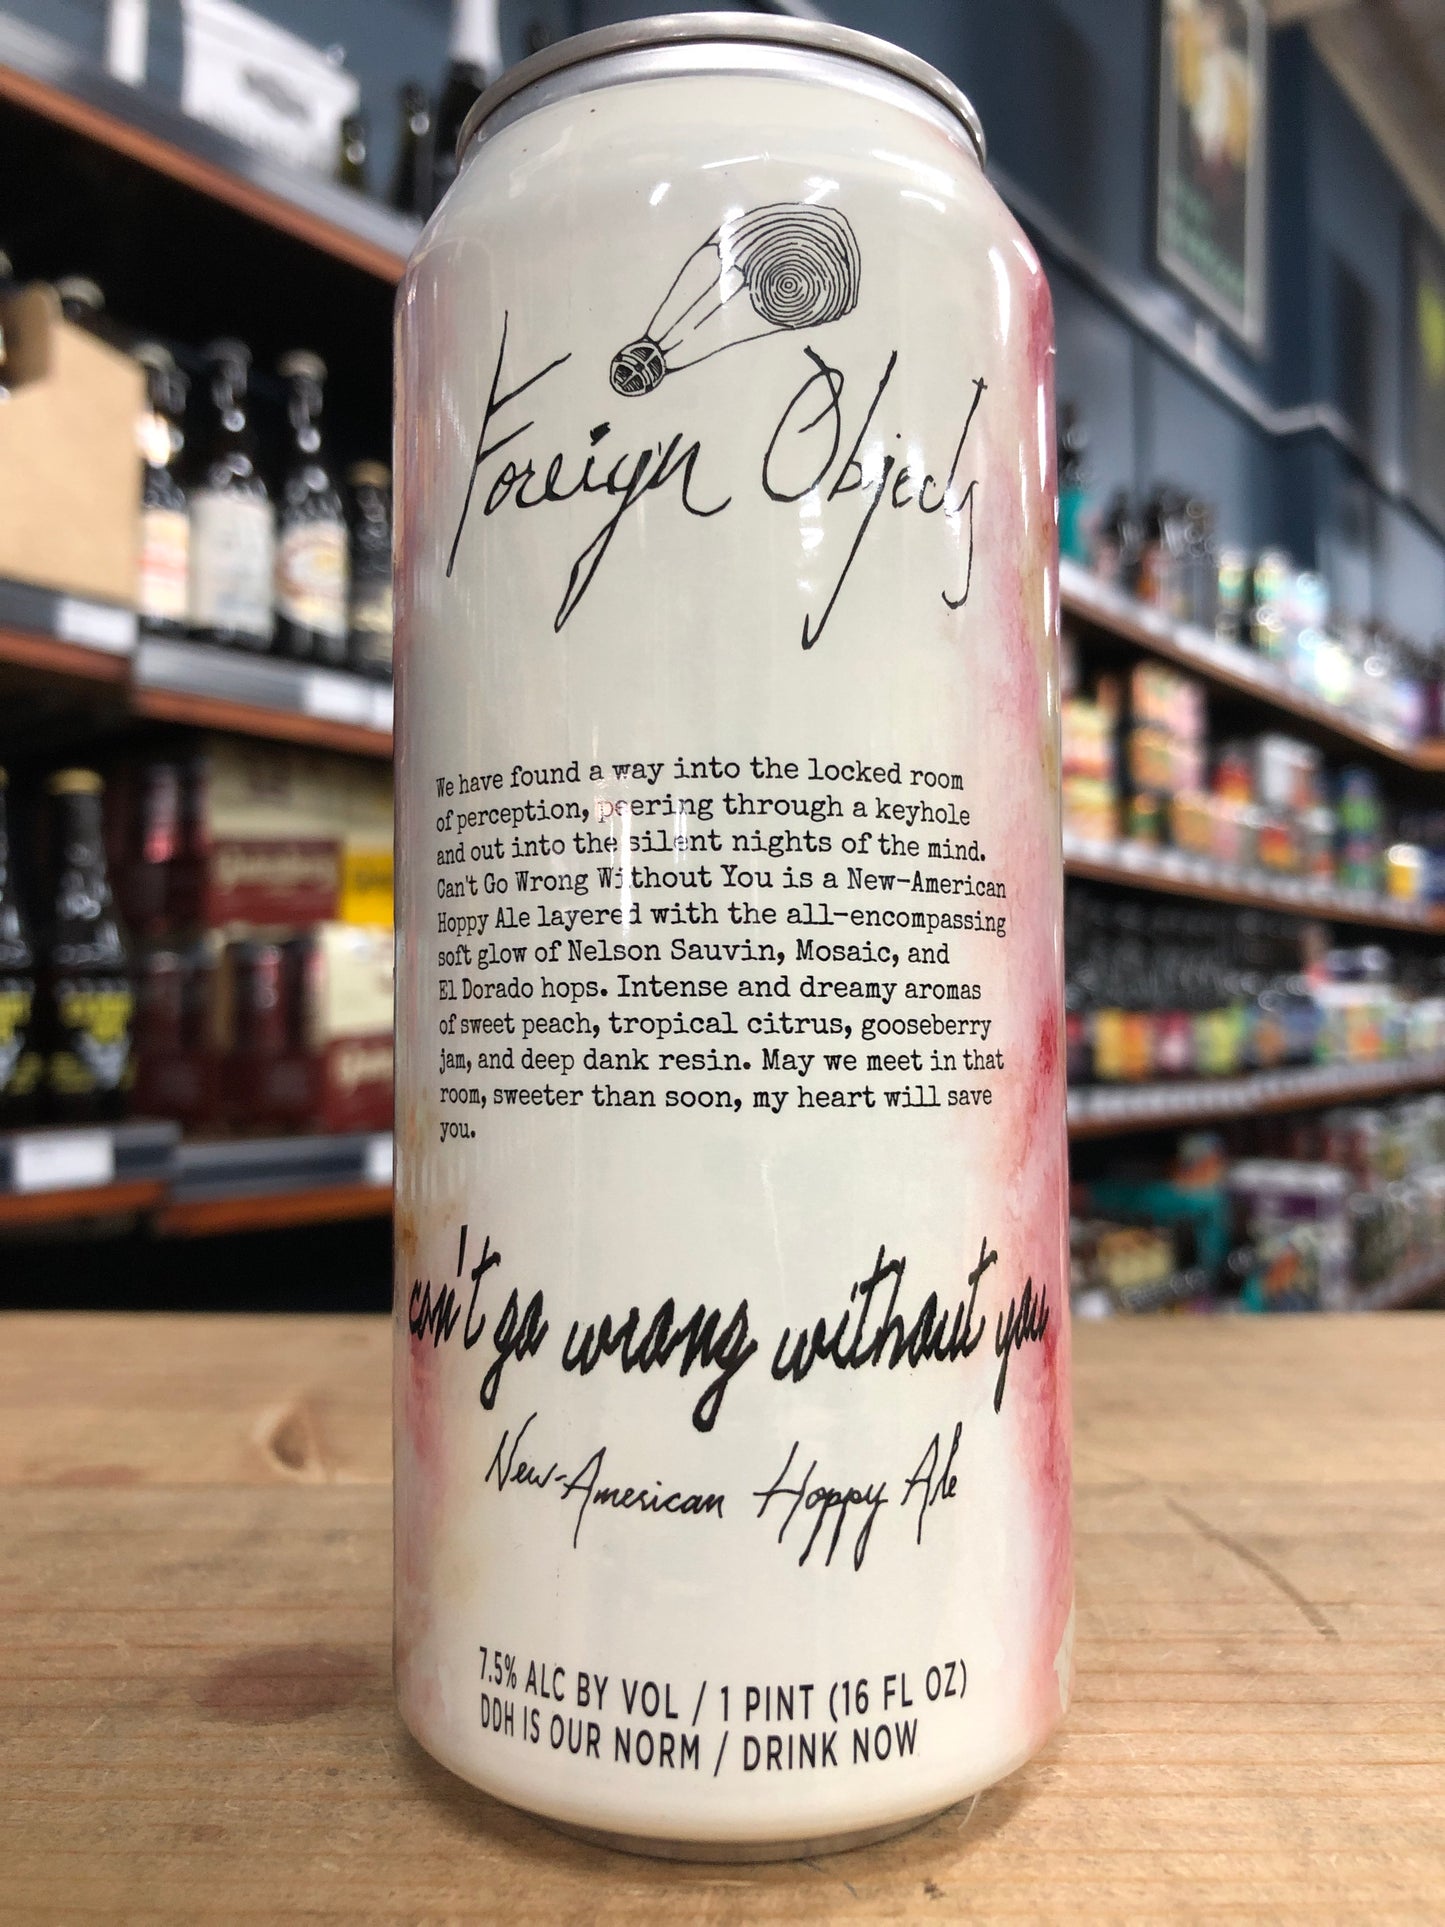 Foreign Objects
We have found a way into the locked room
of perception, peering through a keyhole
and out into the silent nights of the mind.
Can't Go Wrong Without You is a New-American
Hoppy Ale layered with the all-encompassing
soft glow of Nelson Sauvin, Mosaic, and
El Dorado hops. Intense and dreamy aromas
of sweet peach, tropical citrus, gooseberry
jam, and deep dank resin. May we meet in that
room, sweeter than soon, my heart will save
you.
can't go wrong without you
New-American Hoppy Ale
7.5% ALC BY VOL / 1 PINT (16 FL OZ)
DDH IS OUR NORM / DRINK NOW